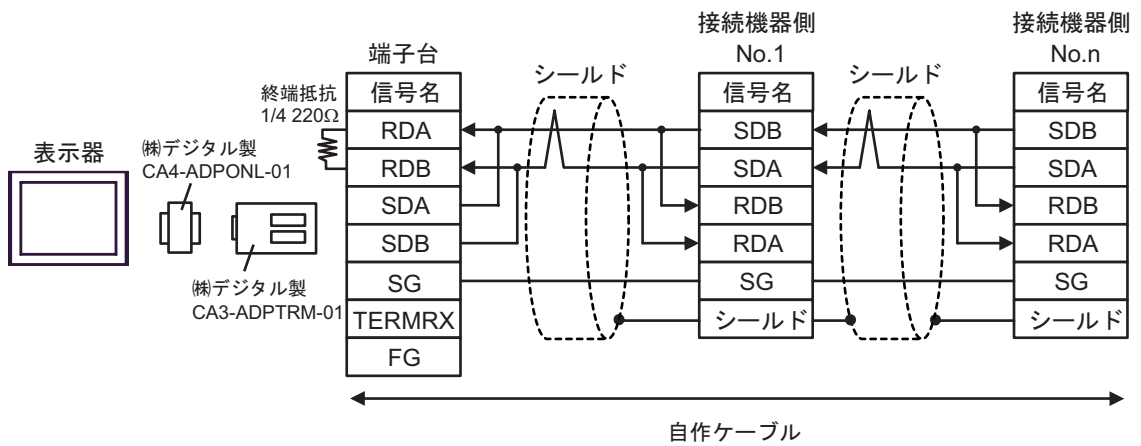 表示器
㈱デジタル製
CA4-ADPONL-01
㈱デジタル製
CA3-ADPTRM-01
終端抵抗
1/4 220Ω
端子台
信号名
RDA
RDB
SDA
SDB
SG
TERMRX
FG
シールド
接続機器側
No.1
信号名
SDB
SDA
RDB
RDA
SG
シールド
シールド
接続機器側
No.n
信号名
SDB
SDA
RDB
RDA
SG
シールド
自作ケーブル